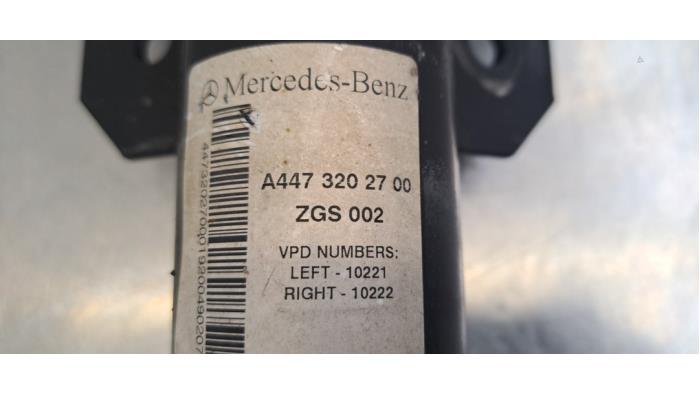 Mercedes-Benz
A447 320 27 00
ZGS 002
VPD NUMBERS:
LEFT - 10221
RIGHT - 10222